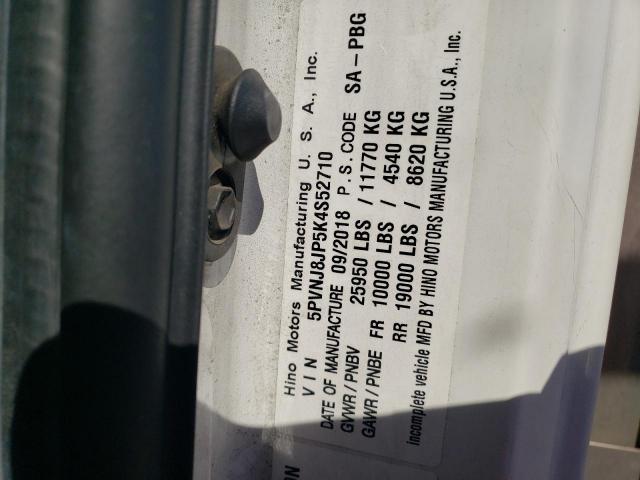 Hino Motors Manufacturing U. S. A., Inc.
VIN 5PVNJ8JP5K4S52710
DATE OF MANUFACTURE 09/2018 P.S.CODE SA-PBG
GVWR/PNBV 25950 LBS / 11770 KG
GAWR/PNBE FR 10000 LBS / 4540 KG
RR 19000 LBS / 8620 KG
incomplete vehicle MFD BY HINO MOTORS MANUFACTURING U.S.A., Inc.
ON